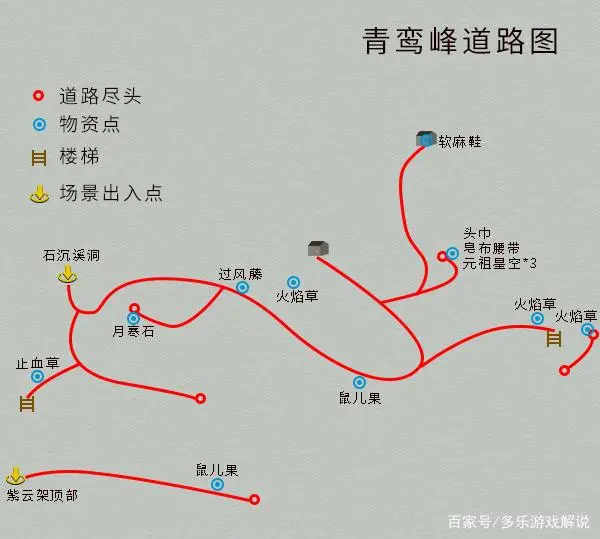 青鸾峰道路图
道路尽头
物资点
楼梯
场景出入点
软麻鞋
头巾
皂布腰带
元祖星空*3
石沉溪洞
过风藤
火焰草
火焰草
火焰草
月寒石
止血草
鼠儿果
鼠儿果
紫云架顶部
百家号/多乐游戏解说